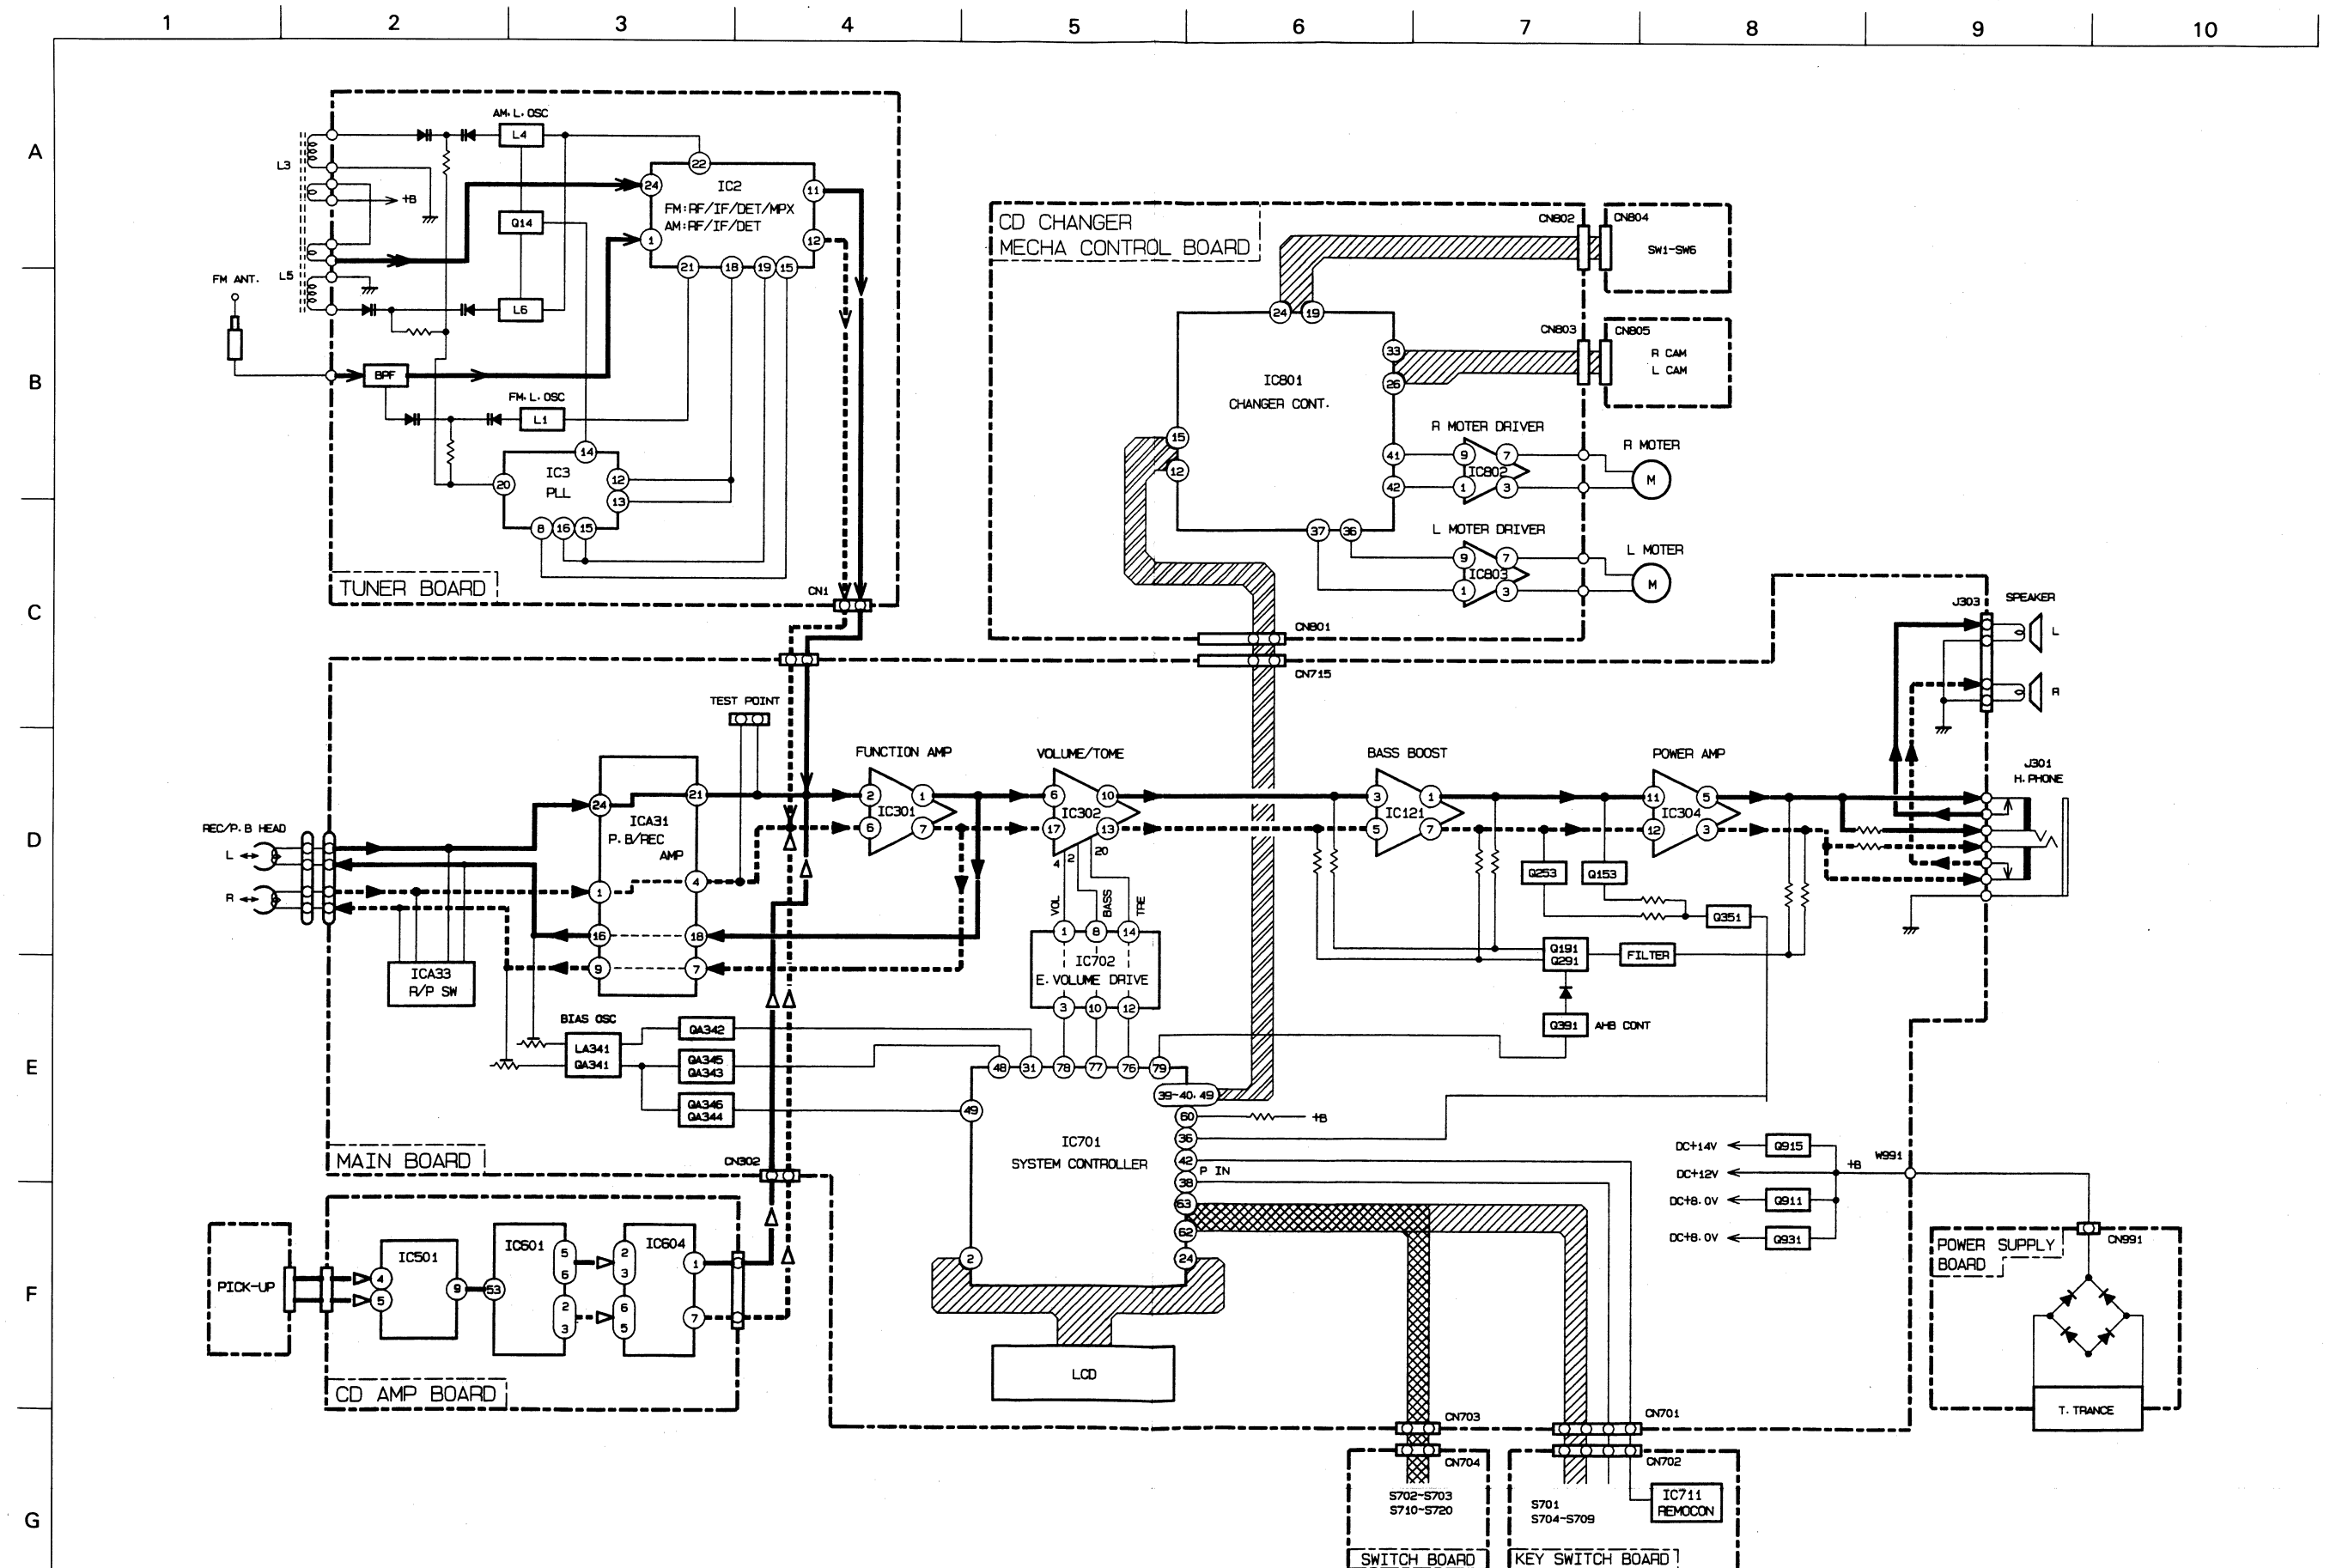 1 2 3 4 5 6 7 8 9 10
A
B
C
D
E
F
G
AM. L. OSC
L4
L3
+B
Q14
L5
L6
FM ANT.
BPF
FM. L. OSC
L1
22
24
IC2
11
FM:RF/IF/DET/MPX
AM:RF/IF/DET
1
12
21 18 19 15
14
IC3
PLL
20
12
13
8 16 15
TUNER BOARD
CN1
CD CHANGER
MECHA CONTROL BOARD
CN802
CN804
SW1-SW6
24 19
CN803
CN805
R CAM
L CAM
33
26
IC801
CHANGER CONT.
15
12
R MOTER DRIVER
41
9
7
IC802
42
1
3
R MOTER
M
37 36
L MOTER DRIVER
9
7
IC803
1
3
L MOTER
M
CN801
CN715
J303
SPEAKER
L
R
TEST POINT
FUNCTION AMP
VOLUME/TOME
BASS BOOST
POWER AMP
J301
H. PHONE
REC/P. B HEAD
L
R
24
21
ICA31
P. B/REC
AMP
1
4
16
18
9
7
2
1
IC301
6
7
6
10
IC302
17
13
4
2
20
VOL
BASS
TRE
3
1
IC121
5
7
11
5
IC304
12
3
Q253
Q153
Q351
1 8 14
IC702
E. VOLUME DRIVE
3 10 12
Q191
Q291
FILTER
Q391
AHB CONT
ICA33
R/P SW
BIAS OSC
LA341
QA341
QA342
QA345
QA343
QA346
QA344
48 31 78 77 76 79
39-40. 49
49
60
+B
36
42
P IN
38
63
62
2
24
IC701
SYSTEM CONTROLLER
MAIN BOARD
CN302
DC+14V
Q915
DC+12V
+B
W991
DC+8. 0V
Q911
DC+8. 0V
Q931
PICK-UP
IC501
4
5
9
IC601
53
5
6
2
3
IC604
2
3
6
5
1
7
CD AMP BOARD
LCD
POWER SUPPLY
BOARD
CN991
T. TRANCE
CN703
CN704
CN701
CN702
S702~S703
S710~S720
SWITCH BOARD
S701
S704~S709
IC711
REMOCON
KEY SWITCH BOARD